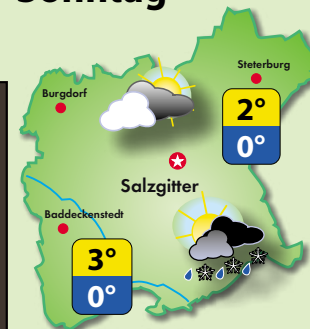 Sonntag
Steterburg
Burgdorf
2°
0°
Salzgitter
Baddeckenstedt
3°
0°